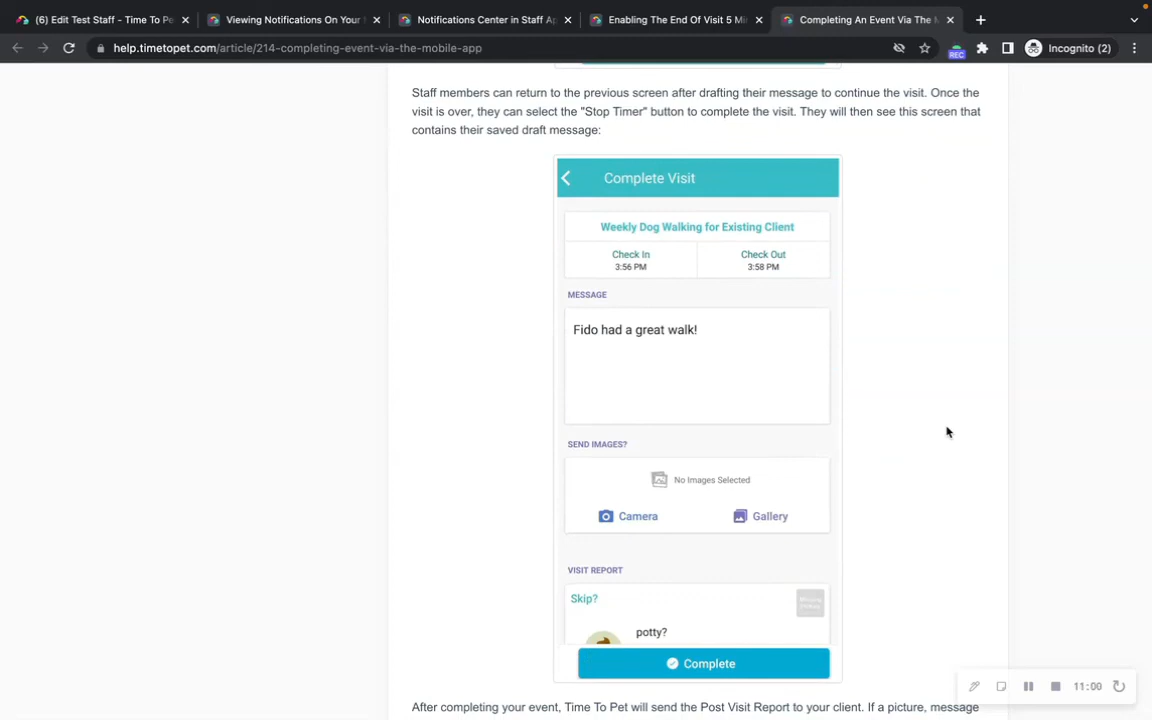 (6) Edit Test Staff - Time To Pe
Viewing Notifications On Your
Notifications Center in Staff Ap
Enabling The End Of Visit 5 Mi
Completing An Event Via The M
help.timetopet.com/article/214-completing-event-via-the-mobile-app
REC
Incognito (2)
Staff members can return to the previous screen after drafting their message to continue the visit. Once the
visit is over, they can select the "Stop Timer" button to complete the visit. They will then see this screen that
contains their saved draft message:
Complete Visit
Weekly Dog Walking for Existing Client
Check In
3:56 PM
Check Out
3:58 PM
MESSAGE
Fido had a great walk!
SEND IMAGES?
No Images Selected
Camera
Gallery
VISIT REPORT
Skip?
potty?
Complete
11:00
After completing your event, Time To Pet will send the Post Visit Report to your client. If a picture, message